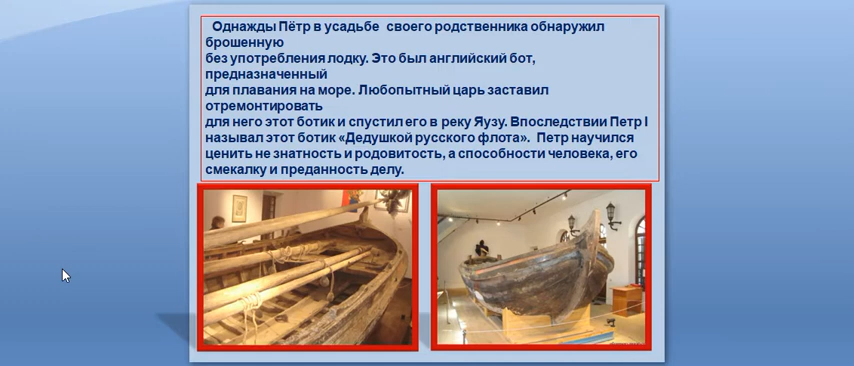 Однажды Пётр в усадьбе своего родственника обнаружил
брошенную
без употребления лодку. Это был английский бот,
предназначенный
для плавания на море. Любопытный царь заставил
отремонтировать
для него этот ботик и спустил его в реку Яузу. Впоследствии Петр I
называл этот ботик «Дедушкой русского флота». Петр научился
ценить не знатность и родовитость, а способности человека, его
смекалку и преданность делу.